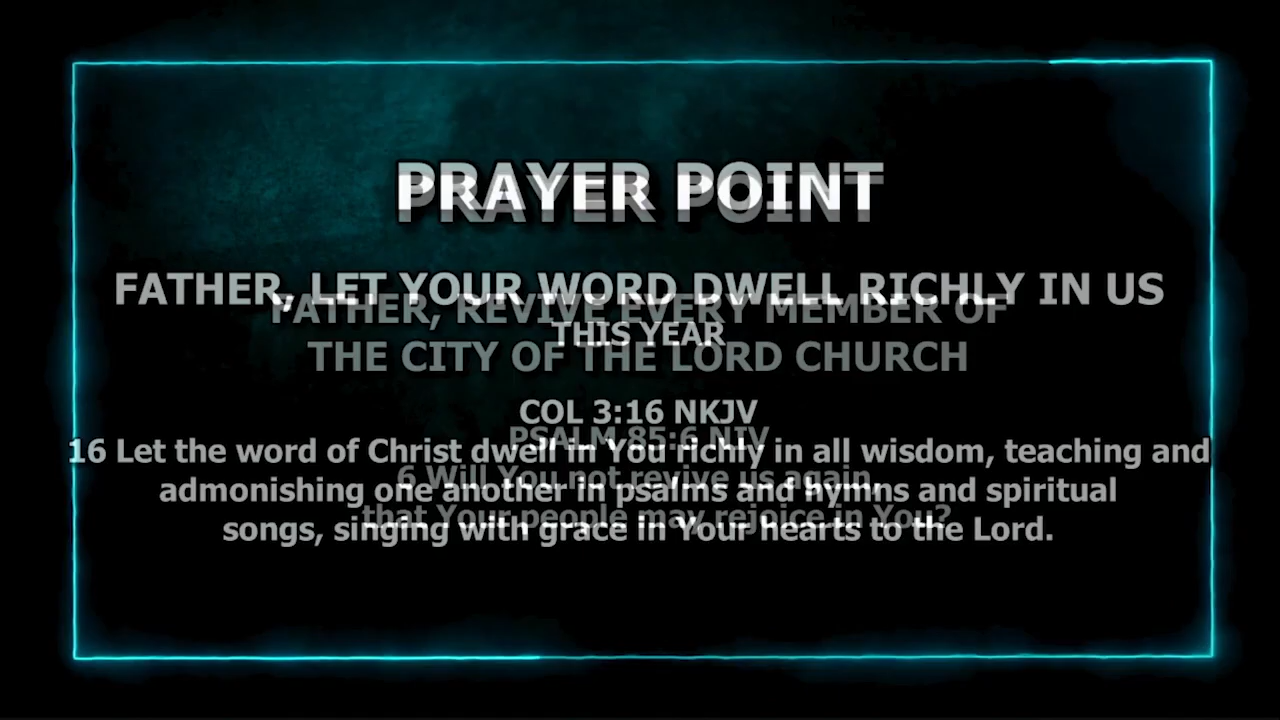 PRAYER POINT
FATHER, LET YOUR WORD DWELL RICHLY IN US
THIS YEAR
COL 3:16 NKJV
16 Let the word of Christ dwell in You richly in all wisdom, teaching and
admonishing one another in psalms and hymns and spiritual
songs, singing with grace in Your hearts to the Lord.
PRAYER POINT
FATHER, REVIVE EVERY MEMBER OF
THE CITY OF THE LORD CHURCH
PSALM 85:6 NIV
6 Will You not revive us again,
that Your people may rejoice in You?